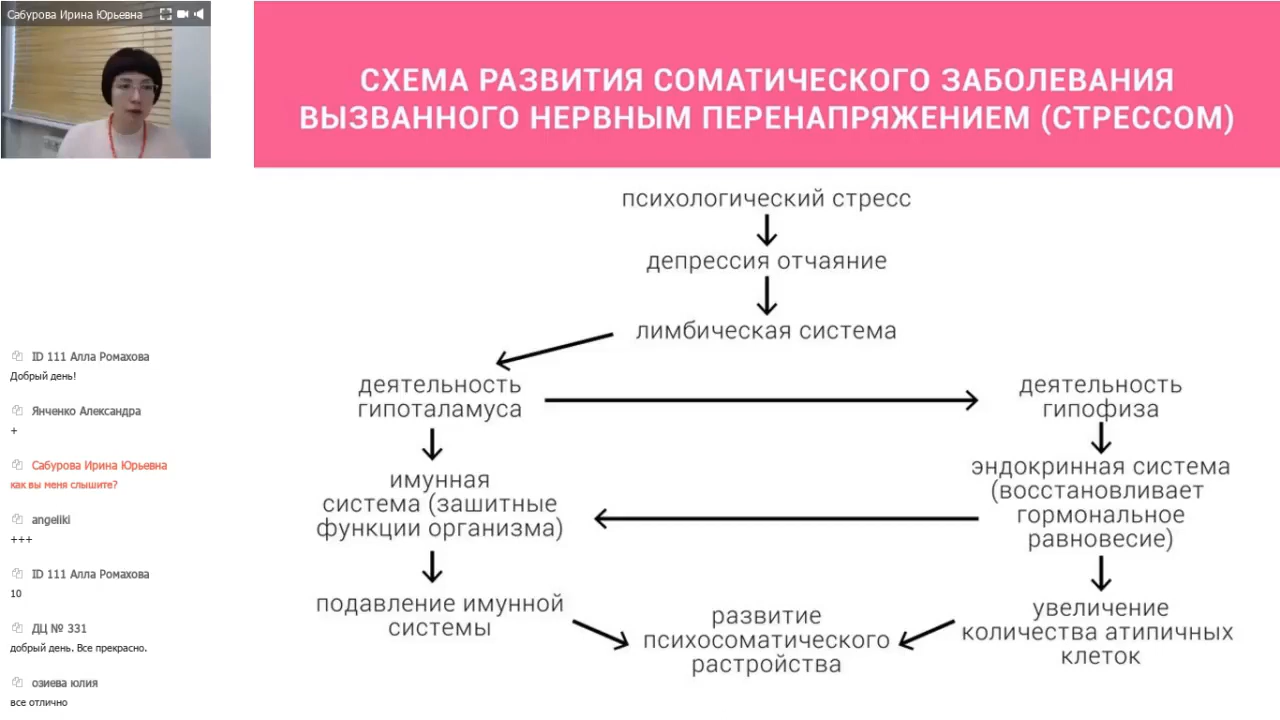 Сабурова Ирина Юрьевна
СХЕМА РАЗВИТИЯ СОМАТИЧЕСКОГО ЗАБОЛЕВАНИЯ
ВЫЗВАННОГО НЕРВНЫМ ПЕРЕНАПРЯЖЕНИЕМ (СТРЕССОМ)
психологический стресс
депрессия отчаяние
лимбическая система
деятельность
гипоталамуса
деятельность
гипофиза
имунная
система (зашитные
функции организма)
эндокринная система
(восстановливает
гормональное
равновесие)
подавление имунной
системы
развитие
психосоматического
растройства
увеличение
количества атипичных
клеток
ID 111 Алла Ромахова
Добрый день!
Янченко Александра
+
Сабурова Ирина Юрьевна
как вы меня слышите?
angeliki
+++
ID 111 Алла Ромахова
10
ДЦ № 331
добрый день. Все прекрасно.
озиева юлия
все отлично